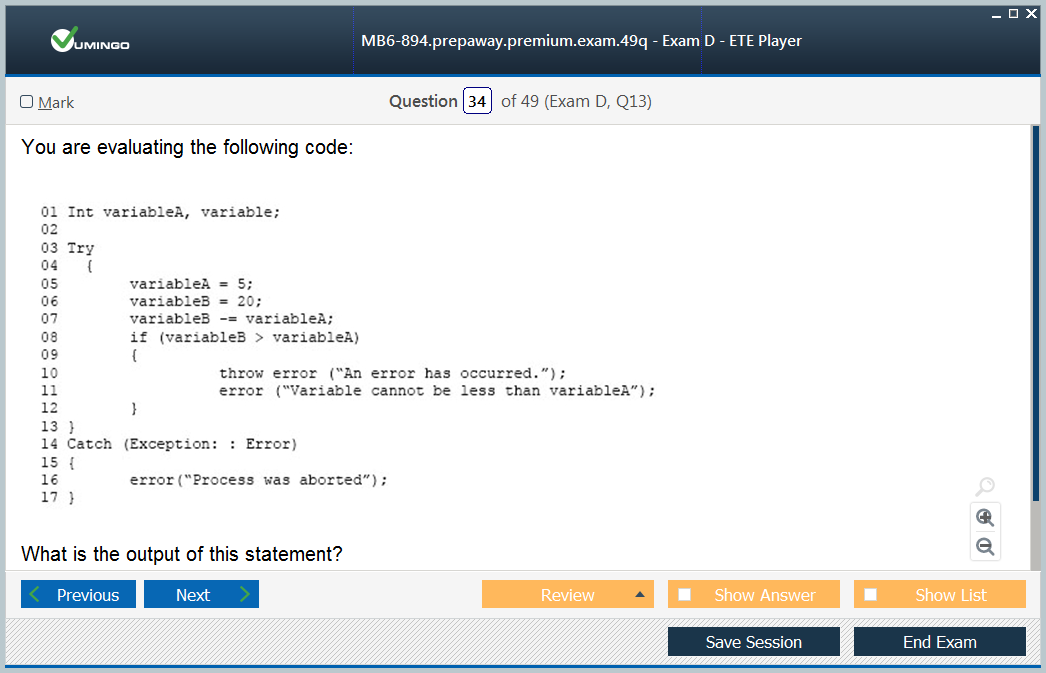 VUMINGO
MB6-894.prepaway.premium.exam.49q - Exam D - ETE Player
Mark
Question 34 of 49 (Exam D, Q13)
You are evaluating the following code:
01 Int variableA, variable;
02
03 Try
04 {
05 variableA = 5;
06 variableB = 20;
07 variableB -= variableA;
08 if (variableB > variableA)
09 {
10 throw error (“An error has occurred.”);
11 error (“Variable cannot be less than variableA”);
12 }
13 }
14 Catch (Exception: : Error)
15 {
16 error(“Process was aborted”);
17 }
What is the output of this statement?
Previous Next Review Show Answer Show List
Save Session End Exam